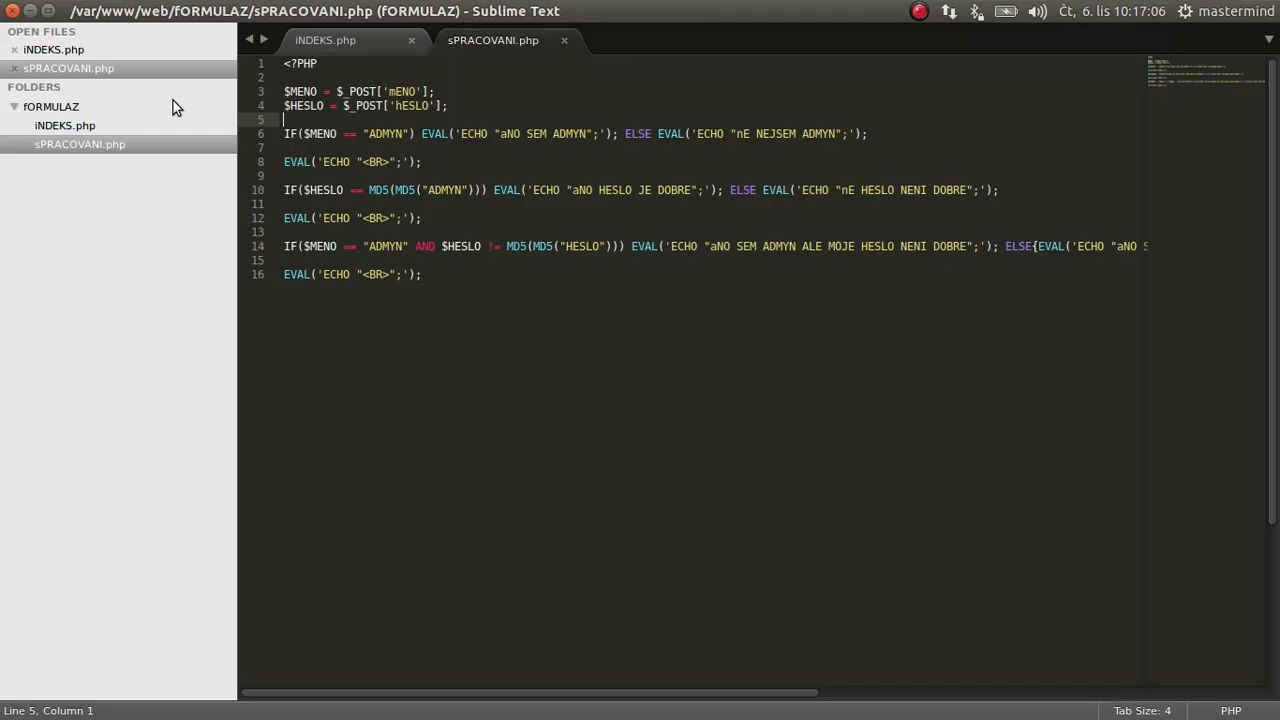 /var/www/web/fORMULAZ/sPRACOVANI.php (fORMULAZ) - Sublime Text
Čt, 6. lis 10:17:06 mastermind
OPEN FILES
iNDEKS.php
sPRACOVANI.php
FOLDERS
fORMULAZ
iNDEKS.php
sPRACOVANI.php
iNDEKS.php
sPRACOVANI.php
1 <?PHP
2
3 $MENO = $_POST['mENO'];
4 $HESLO = $_POST['hESLO'];
5
6 IF($MENO == "ADMYN") EVAL('ECHO "aNO SEM ADMYN";'); ELSE EVAL('ECHO "nE NEJSEM ADMYN";');
7
8 EVAL('ECHO "<BR>";');
9
10 IF($HESLO == MD5(MD5("ADMYN"))) EVAL('ECHO "aNO HESLO JE DOBRE";'); ELSE EVAL('ECHO "nE HESLO NENI DOBRE";');
11
12 EVAL('ECHO "<BR>";');
13
14 IF($MENO == "ADMYN" AND $HESLO != MD5(MD5("HESLO"))) EVAL('ECHO "aNO SEM ADMYN ALE MOJE HESLO NENI DOBRE";'); ELSE{EVAL('ECHO "aNO S
15
16 EVAL('ECHO "<BR>";');
Line 5, Column 1
Tab Size: 4
PHP